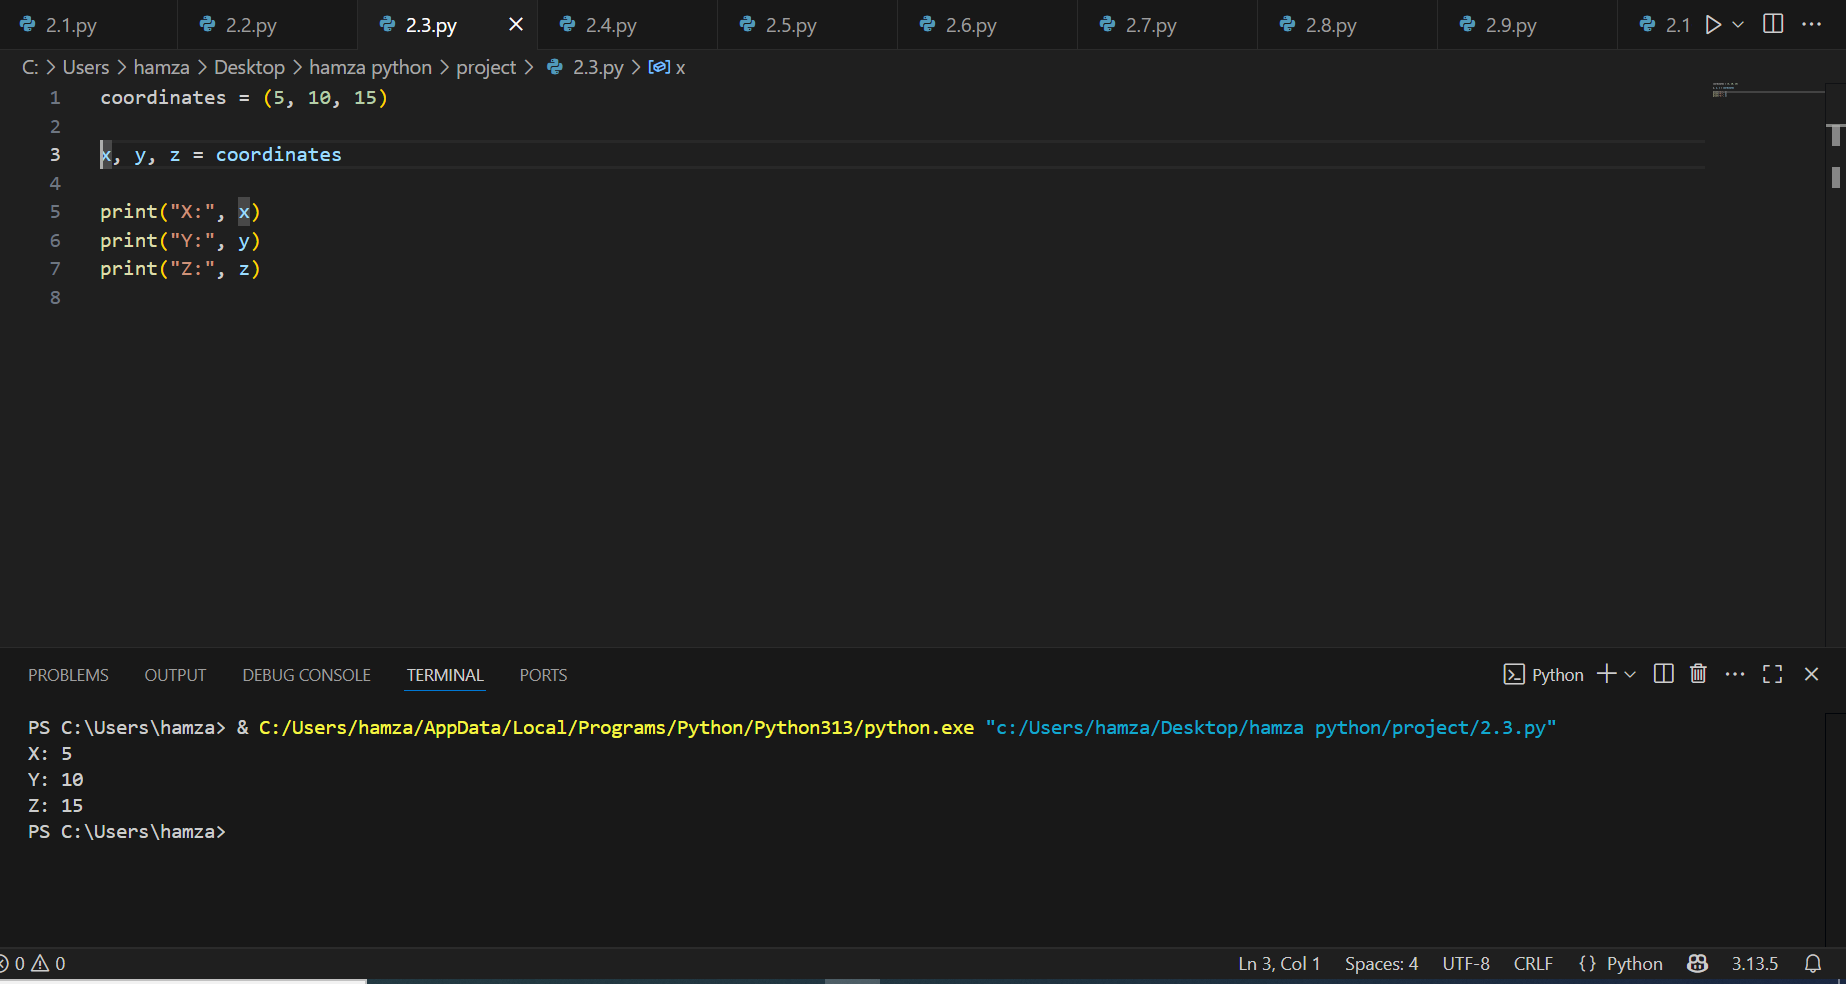 2.1.py 2.2.py 2.3.py 2.4.py 2.5.py 2.6.py 2.7.py 2.8.py 2.9.py 2.1
C: > Users > hamza > Desktop > hamza python > project > 2.3.py > x
1 coordinates = (5, 10, 15)
2
3 x, y, z = coordinates
4
5 print("X:", x)
6 print("Y:", y)
7 print("Z:", z)
8
PROBLEMS OUTPUT DEBUG CONSOLE TERMINAL PORTS Python
PS C:\Users\hamza> & C:/Users/hamza/AppData/Local/Programs/Python/Python313/python.exe "c:/Users/hamza/Desktop/hamza python/project/2.3.py"
X: 5
Y: 10
Z: 15
PS C:\Users\hamza>
0 0 Ln 3, Col 1 Spaces: 4 UTF-8 CRLF {} Python 3.13.5